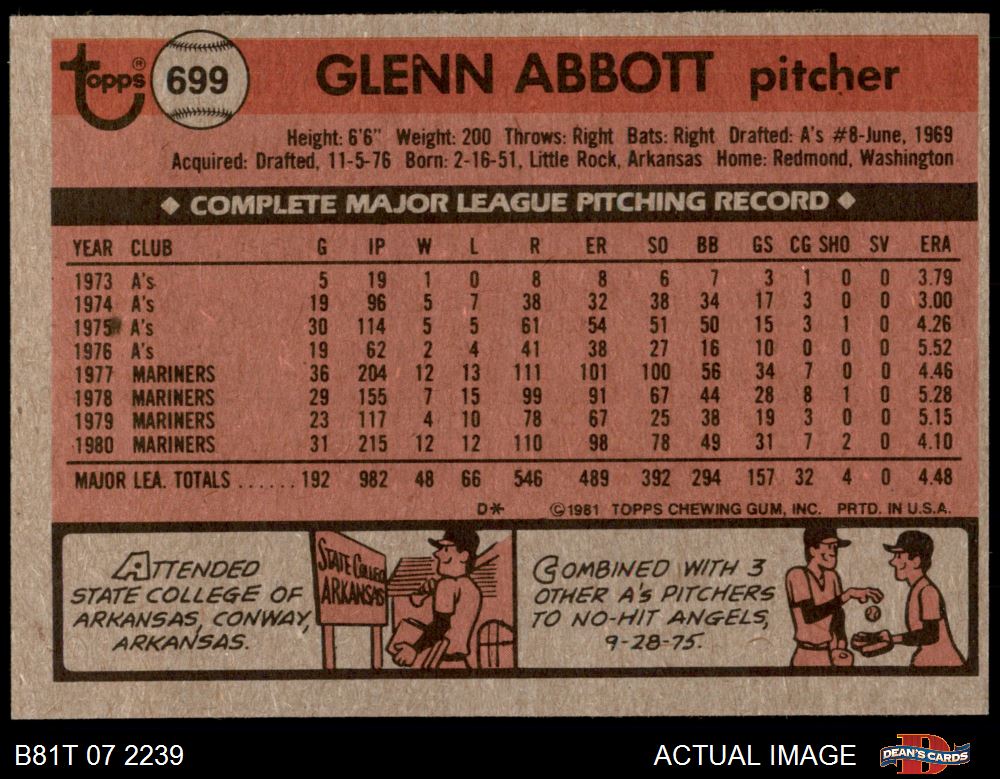 topps® 699 GLENN ABBOTT pitcher
Height: 6'6" Weight: 200 Throws: Right Bats: Right Drafted: A's #8-June, 1969
Acquired: Drafted, 11-5-76 Born: 2-16-51, Little Rock, Arkansas Home: Redmond, Washington
◆ COMPLETE MAJOR LEAGUE PITCHING RECORD ◆
YEAR CLUB G IP W L R ER SO BB GS CG SHO SV ERA
1973 A's 5 19 1 0 8 8 6 7 3 1 0 0 3.79
1974 A's 19 96 5 7 38 32 38 34 17 3 0 0 3.00
1975 A's 30 114 5 5 61 54 51 50 15 3 1 0 4.26
1976 A's 19 62 2 4 41 38 27 16 10 0 0 0 5.52
1977 MARINERS 36 204 12 13 111 101 100 56 34 7 0 0 4.46
1978 MARINERS 29 155 7 15 99 91 67 44 28 8 1 0 5.28
1979 MARINERS 23 117 4 10 78 67 25 38 19 3 0 0 5.15
1980 MARINERS 31 215 12 12 110 98 78 49 31 7 2 0 4.10
MAJOR LEA. TOTALS ...... 192 982 48 66 546 489 392 294 157 32 4 0 4.48
D* ©1981 TOPPS CHEWING GUM, INC. PRTD. IN U.S.A.
ATTENDED
STATE COLLEGE OF
ARKANSAS, CONWAY,
ARKANSAS.
STATE COLLEGE
ARKANSAS
COMBINED WITH 3
OTHER A's PITCHERS
TO NO-HIT ANGELS,
9-28-75.
B81T 07 2239 ACTUAL IMAGE DEAN'S CARDS